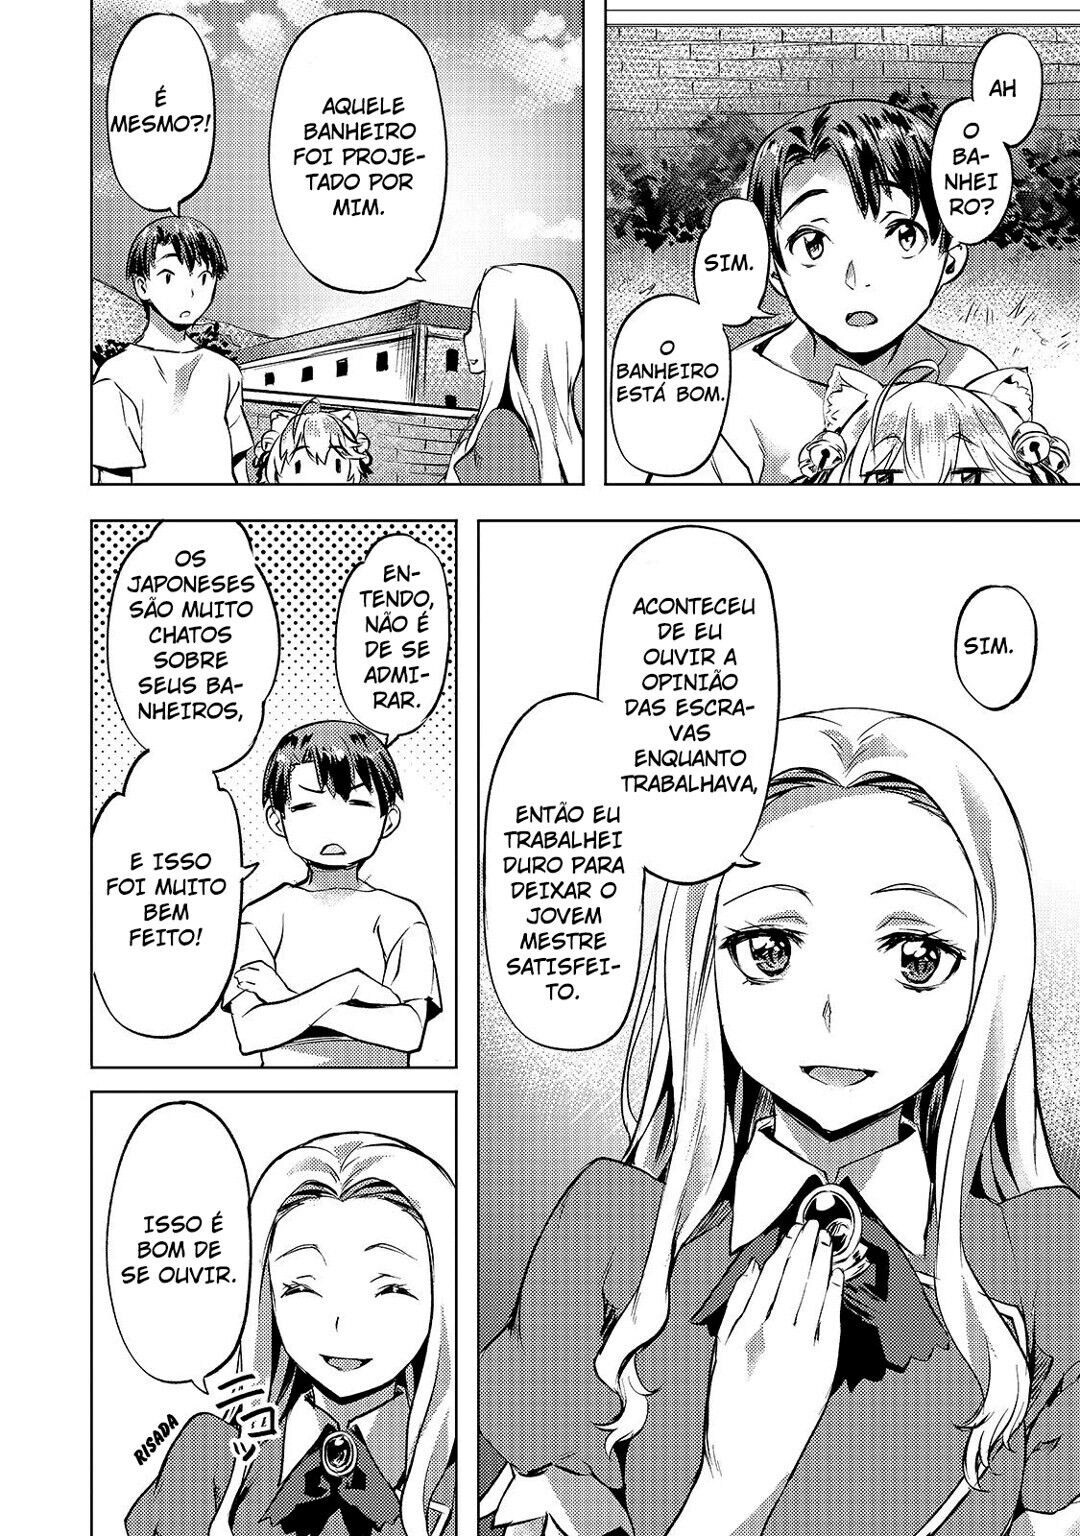 AH
O
BA-
NHEI
RO?
SIM.
O
BANHEIRO
ESTÁ BOM.
AQUELE
BANHEIRO
FOI PROJE-
TADO POR
MIM.
É
MESMO?!
SIM.
ACONTECEU
DE EU
OUVIR A
OPINIÃO
DAS ESCRA-
VAS
ENQUANTO
TRABALHAVA,
ENTÃO EU
TRABALHEI
DURO PARA
DEIXAR O
JOVEM
MESTRE
SATISFEI-
TO.
EN-
TENDO,
NÃO É
DE SE
ADMI-
RAR.
OS
JAPONESES
SÃO MUITO
CHATOS
SOBRE
SEUS BA-
NHEIROS,
E ISSO
FOI MUITO
BEM
FEITO!
ISSO É
BOM DE
SE OUVIR.
ニコッ
RISADA